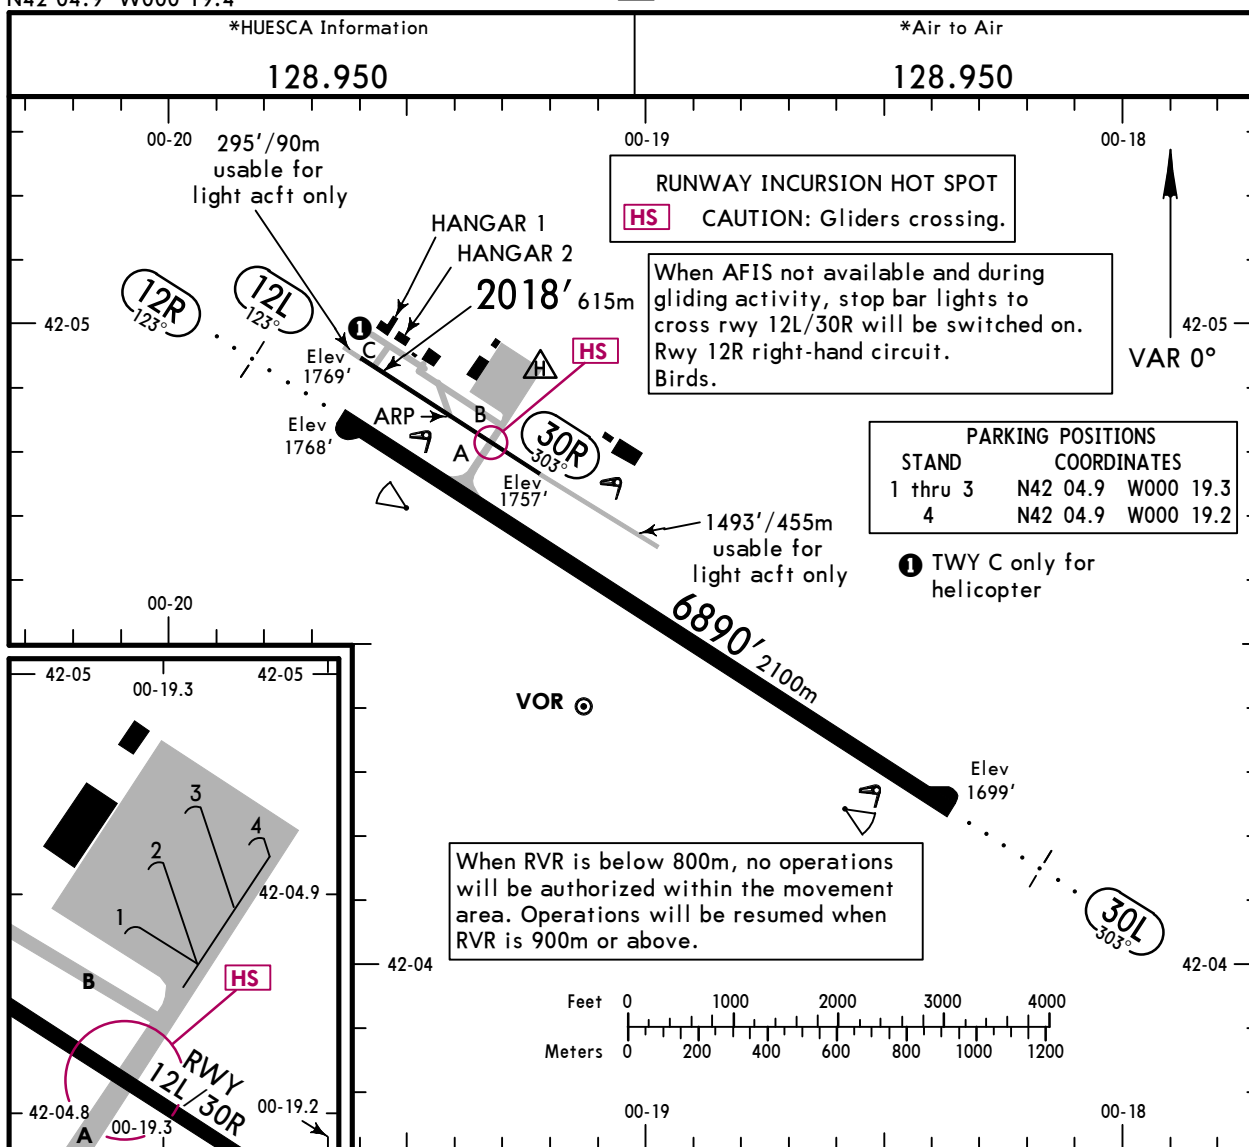 N42 04.9 W000 19.4
*HUESCA Information
128.950
*Air to Air
128.950
00-20
00-19
00-18
295'/90m
usable for
light acft only
RUNWAY INCURSION HOT SPOT
HS CAUTION: Gliders crossing.
HANGAR 1
HANGAR 2
2018' 615m
When AFIS not available and during
gliding activity, stop bar lights to
cross rwy 12L/30R will be switched on.
Rwy 12R right-hand circuit.
Birds.
12R
123°
12L
123°
42-05
42-05
VAR 0°
1
C
HS
H
Elev
1769'
ARP
B
Elev
1768'
A
30R
303°
Elev
1757'
PARKING POSITIONS
STAND COORDINATES
1 thru 3 N42 04.9 W000 19.3
4 N42 04.9 W000 19.2
1493'/455m
usable for
light acft only
1 TWY C only for
helicopter
00-20
6890' 2100m
VOR
Elev
1699'
When RVR is below 800m, no operations
will be authorized within the movement
area. Operations will be resumed when
RVR is 900m or above.
30L
303°
42-04
42-04
Feet 0 1000 2000 3000 4000
Meters 0 200 400 600 800 1000 1200
00-19
00-18
42-05
00-19.3
42-05
3
4
2
1
42-04.9
B
HS
RWY
12L/30R
42-04.8
00-19.3
00-19.2
A